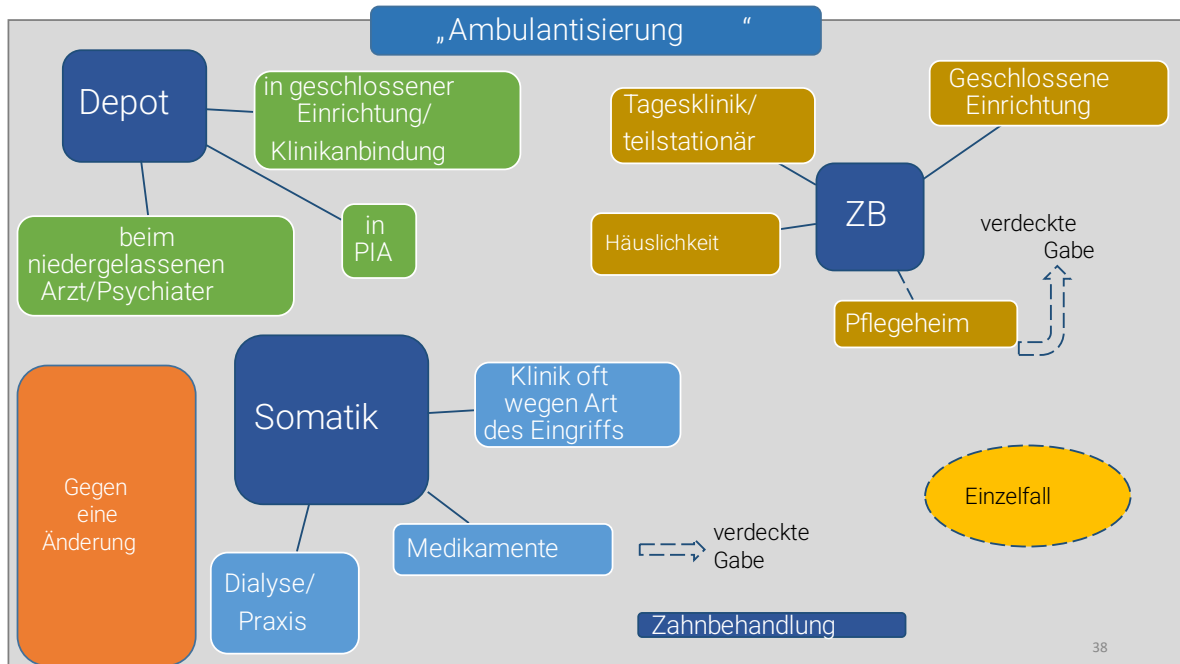 „Ambulantisierung “
Depot
in geschlossener
Einrichtung/
Klinikanbindung
beim
niedergelassenen
Arzt/Psychiater
in
PIA
Tagesklinik/
teilstationär
Geschlossene
Einrichtung
ZB
Häuslichkeit
verdeckte
Gabe
Pflegeheim
Somatik
Klinik oft
wegen Art
des Eingriffs
Gegen
eine
Änderung
Einzelfall
Medikamente
verdeckte
Gabe
Dialyse/
Praxis
Zahnbehandlung
38